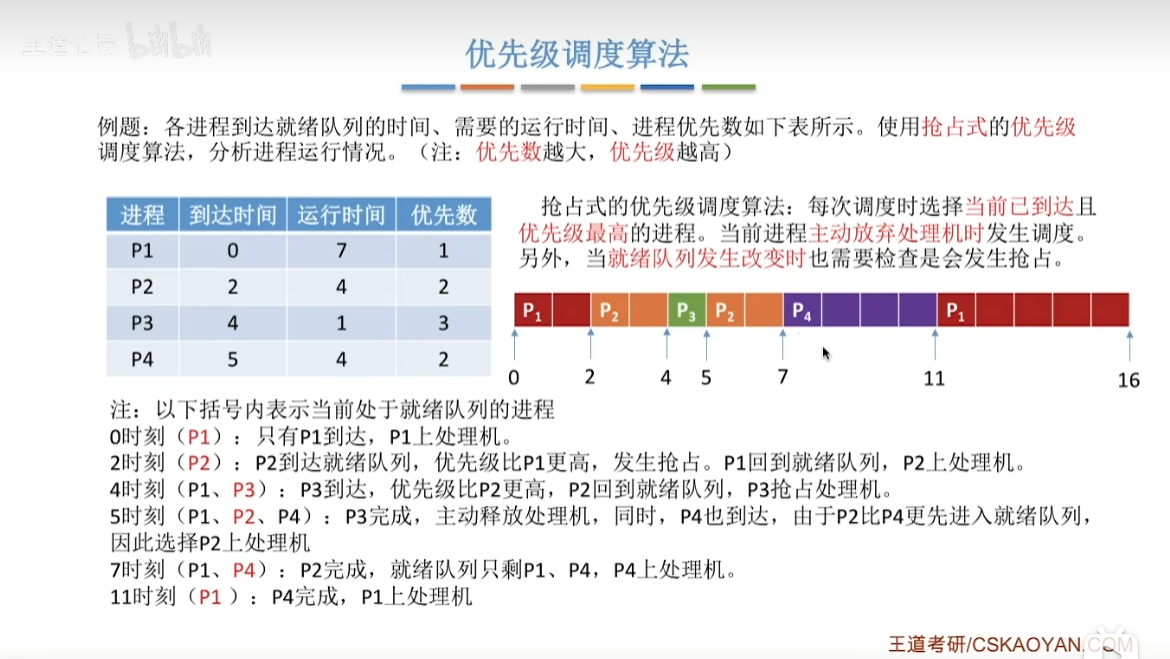 王道论坛 bilibili
优先级调度算法
例题：各进程到达就绪队列的时间、需要的运行时间、进程优先数如下表所示。使用抢占式的优先级
调度算法，分析进程运行情况。（注：优先数越大，优先级越高）
进程 到达时间 运行时间 优先数
P1 0 7 1
P2 2 4 2
P3 4 1 3
P4 5 4 2
抢占式的优先级调度算法：每次调度时选择当前已到达且
优先级最高的进程。当前进程主动放弃处理机时发生调度。
另外，当就绪队列发生改变时也需要检查是会发生抢占。
P1 P2 P3 P2 P4 P1
0 2 4 5 7 11 16
注：以下括号内表示当前处于就绪队列的进程
0时刻（P1）：只有P1到达，P1上处理机。
2时刻（P2）：P2到达就绪队列，优先级比P1更高，发生抢占。P1回到就绪队列，P2上处理机。
4时刻（P1、P3）：P3到达，优先级比P2更高，P2回到就绪队列，P3抢占处理机。
5时刻（P1、P2、P4）：P3完成，主动释放处理机，同时，P4也到达，由于P2比P4更先进入就绪队列，
因此选择P2上处理机
7时刻（P1、P4）：P2完成，就绪队列只剩P1、P4，P4上处理机。
11时刻（P1 ）：P4完成，P1上处理机
王道考研/CSKAOYAN.COM